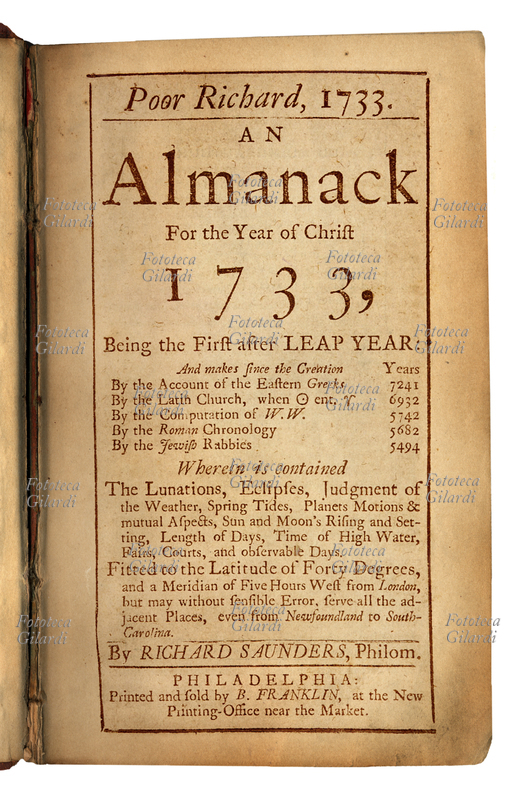 Poor Richard, 1733.
AN
Almanack
For the Year of Chriſt
1733,
Being the Firſt after LEAP YEAR:
And makes ſince the Creation Years
By the Account of the Eaſtern Greeks 7241
By the Latin Church, when ☉ ent. ♈ 6932
By the Computation of W.W. 5742
By the Roman Chronology 5682
By the Jewiſh Rabbies 5494
Wherein is contained
The Lunations, Eclipſes, Judgment of
the Weather, Spring Tides, Planets Motions &
mutual Aſpects, Sun and Moon's Riſing and Set-
ting, Length of Days, Time of High Water,
Fairs, Courts, and obſervable Days.
Fitted to the Latitude of Forty Degrees,
and a Meridian of Five Hours Weſt from London,
but may without ſenſible Error, ſerve all the ad-
jacent Places, even from Newfoundland to South-
Carolina.
By RICHARD SAUNDERS, Philom.
PHILADELPHIA:
Printed and ſold by B. FRANKLIN, at the New
Printing-Office near the Market.
Fototeca
Gilardi